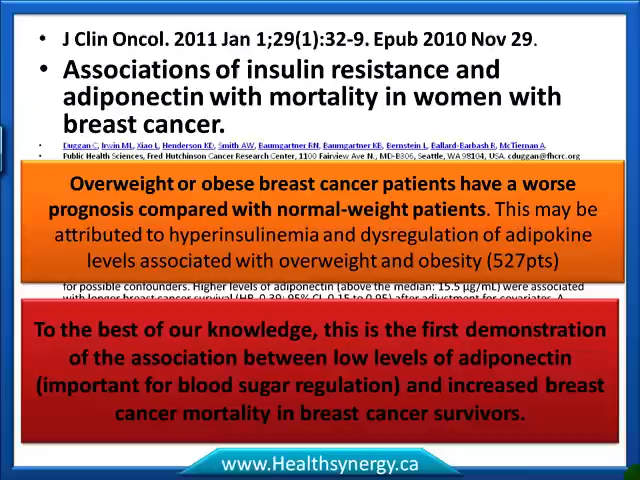 • J Clin Oncol. 2011 Jan 1;29(1):32-9. Epub 2010 Nov 29.
• Associations of insulin resistance and
adiponectin with mortality in women with
breast cancer.
• Duggan C, Irwin ML, Xiao L, Henderson KD, Smith AW, Baumgartner RN, Baumgartner KB, Bernstein L, Ballard-Barbash R, McTiernan A.
• Public Health Sciences, Fred Hutchinson Cancer Research Center, 1100 Fairview Ave N., MD-B306, Seattle, WA 98104, USA. cduggan@fhcrc.org
Overweight or obese breast cancer patients have a worse
prognosis compared with normal-weight patients. This may be
attributed to hyperinsulinemia and dysregulation of adipokine
levels associated with overweight and obesity (527pts)
for possible confounders. Higher levels of adiponectin (above the median: 15.5 μg/mL) were associated
with longer breast cancer survival (HR, 0.39; 95% CI, 0.15 to 0.95) after adjustment for covariates. A
To the best of our knowledge, this is the first demonstration
of the association between low levels of adiponectin
(important for blood sugar regulation) and increased breast
cancer mortality in breast cancer survivors.
www.Healthsynergy.ca